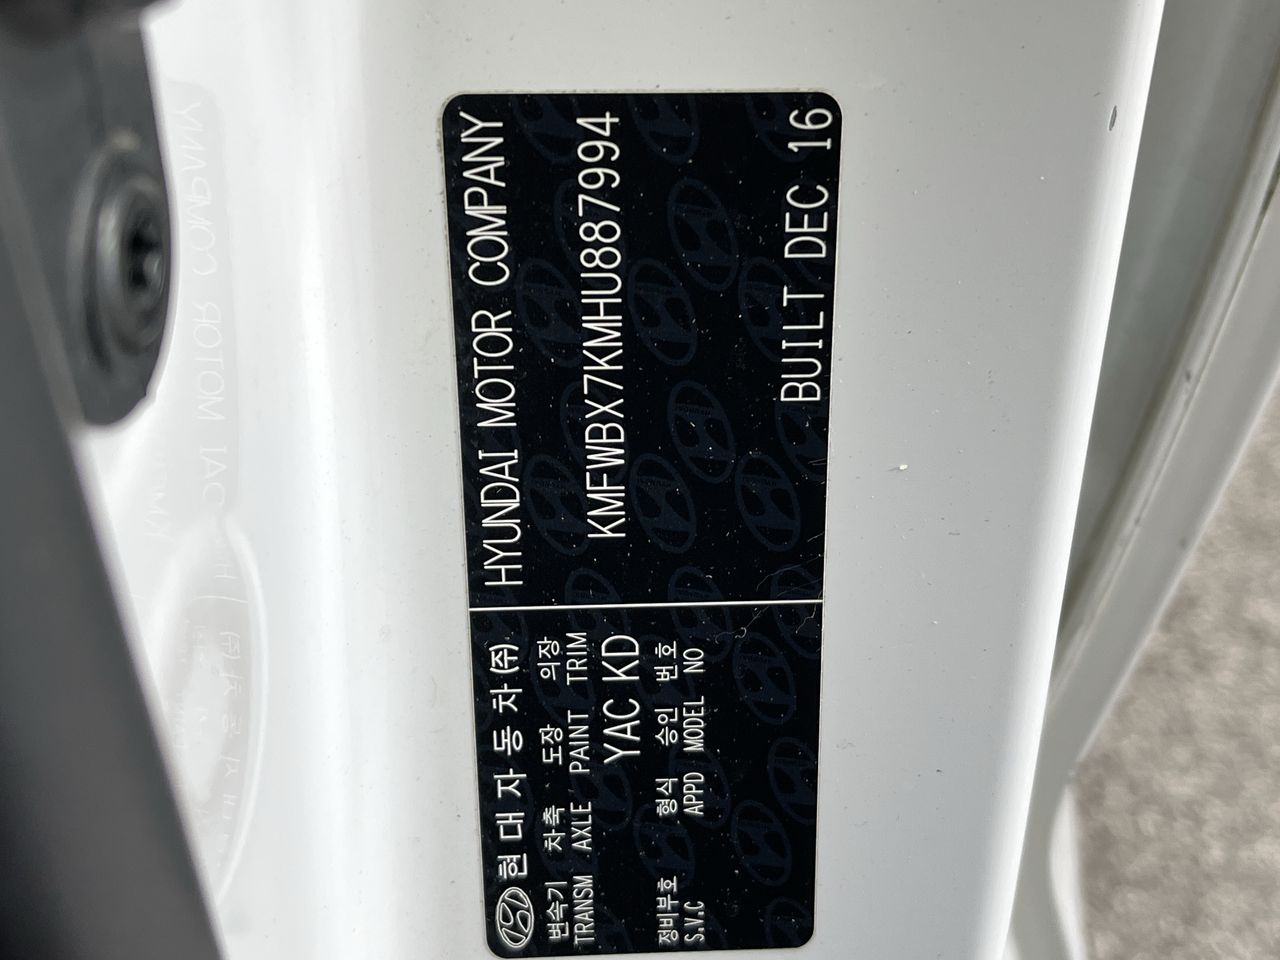 현대자동차(주)
변속기 차축 도장 의장
TRANSM AXLE PAINT TRIM
YAC KD
정비부호 형식 승인 번호
S.V.C APPD MODEL NO
HYUNDAI MOTOR COMPANY
KMFWBX7KMHU887994
BUILT DEC 16